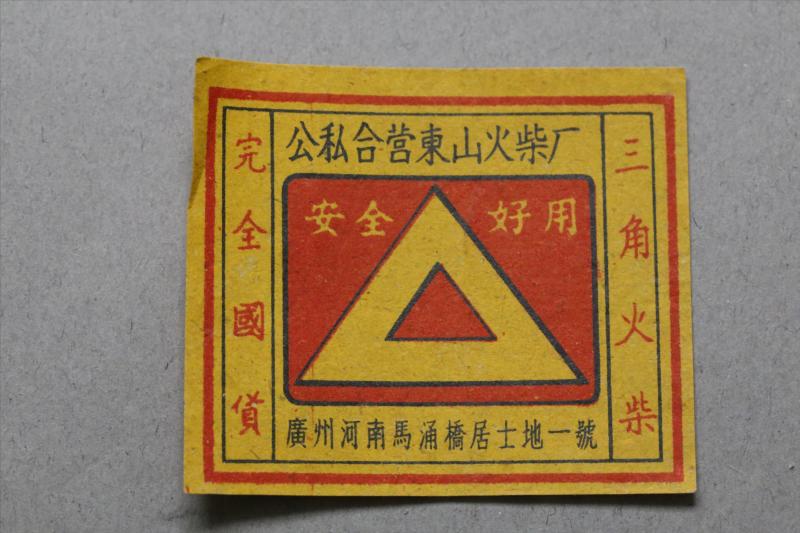 公私合营東山火柴厂
安全 好用
三角火柴
完全國貨
廣州河南馬涌橋居士地一號